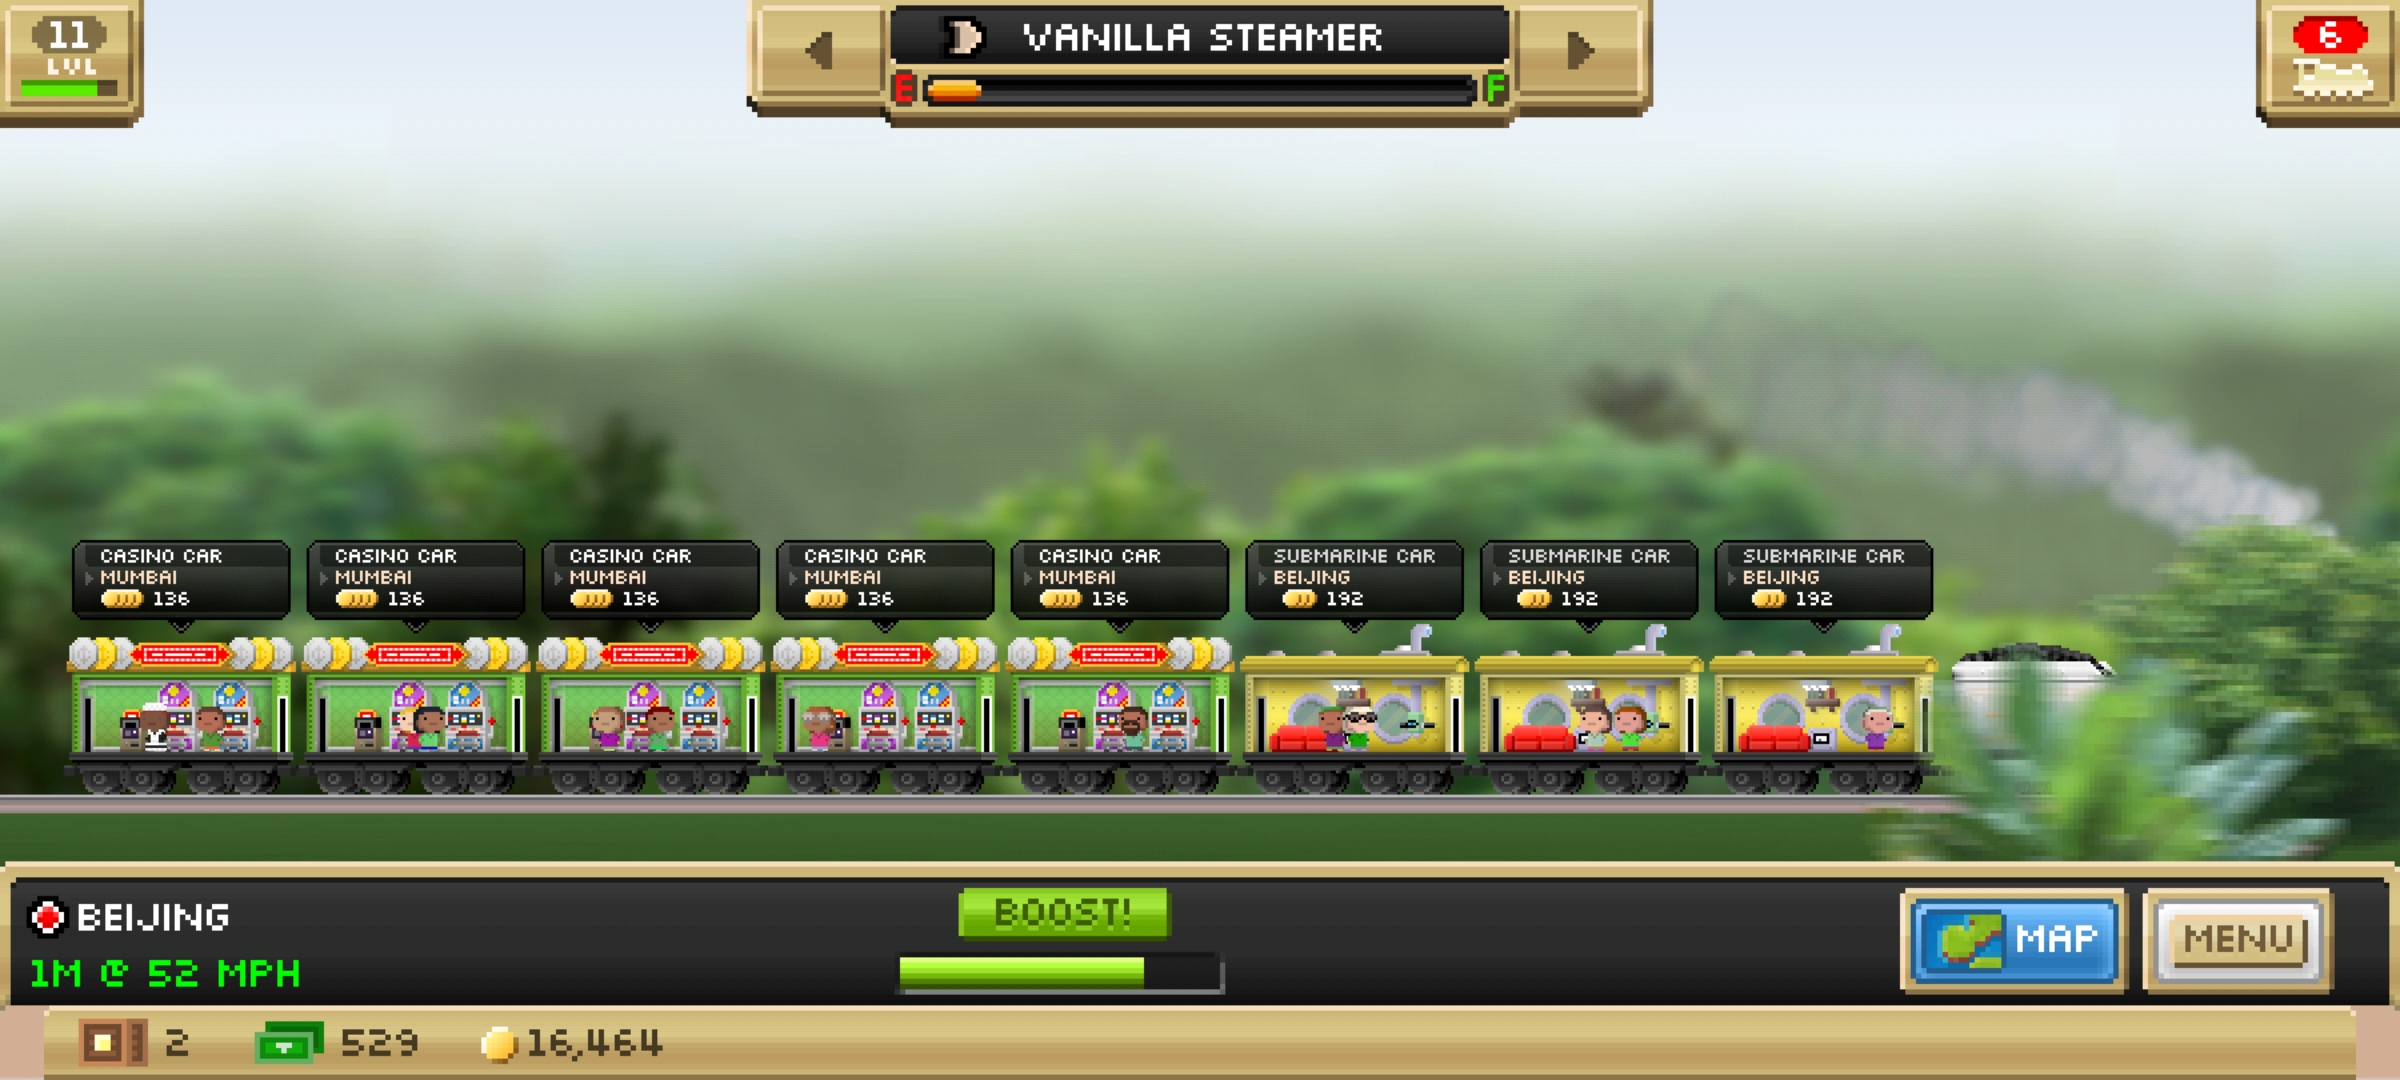 11
LVL
VANILLA STEAMER
E F
6
CASINO CAR
MUMBAI
136
CASINO CAR
MUMBAI
136
CASINO CAR
MUMBAI
136
CASINO CAR
MUMBAI
136
CASINO CAR
MUMBAI
136
SUBMARINE CAR
BEIJING
192
SUBMARINE CAR
BEIJING
192
SUBMARINE CAR
BEIJING
192
BEIJING
1M @ 52 MPH
BOOST!
MAP
MENU
2
529
16,464